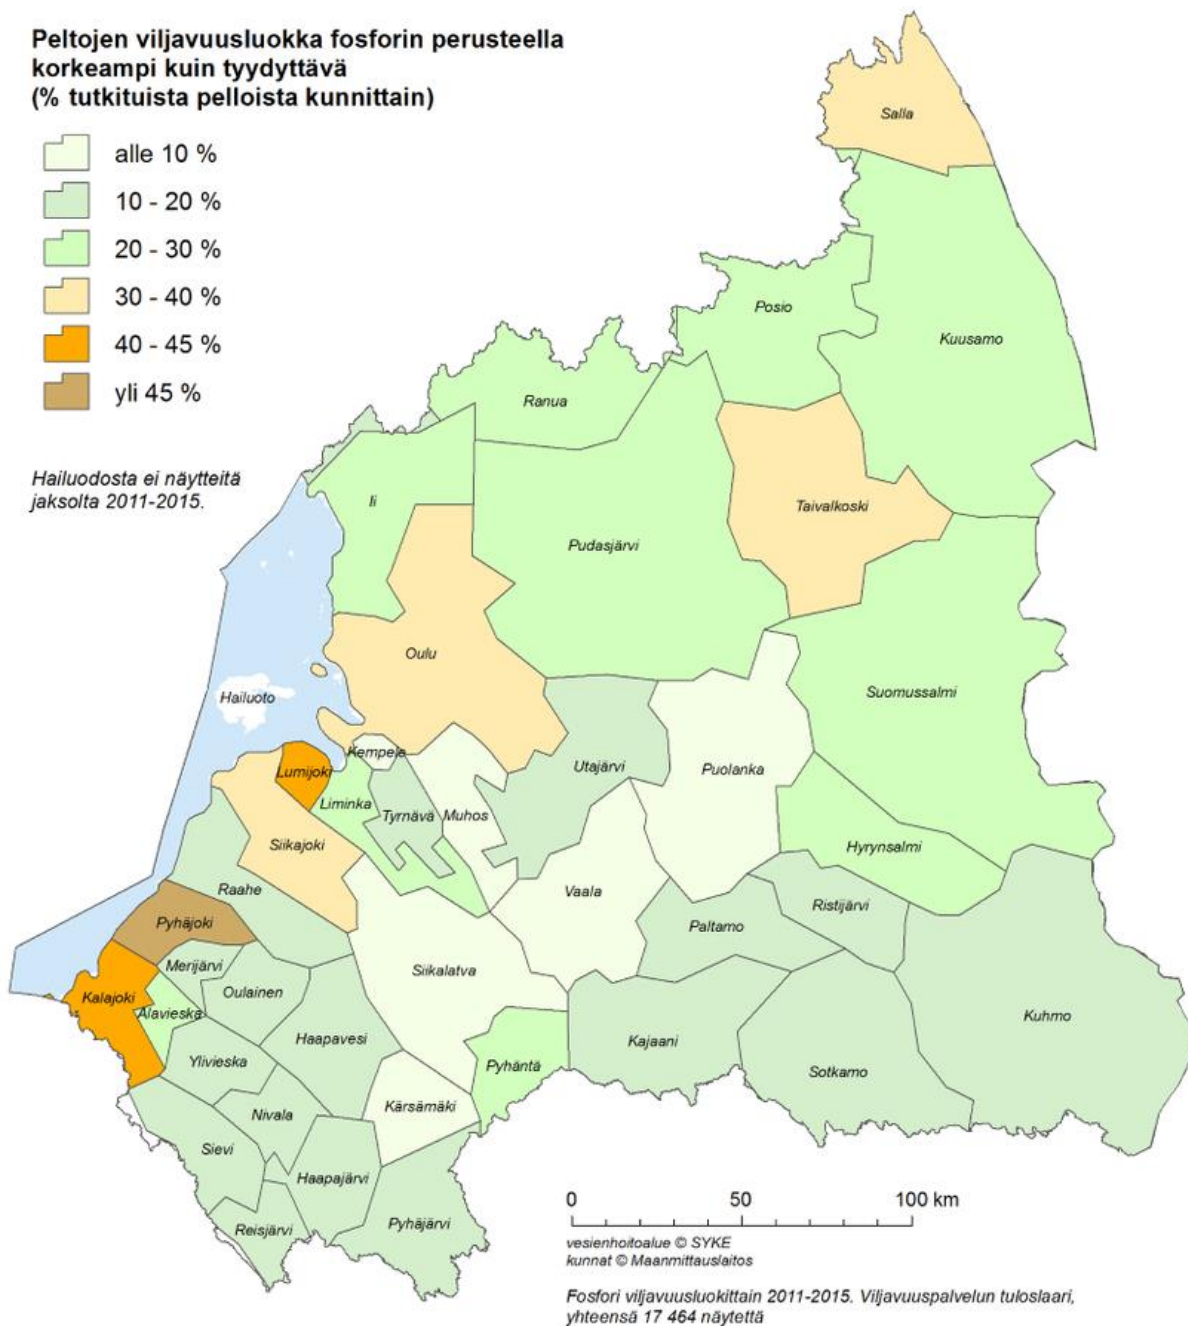 Peltojen viljavuusluokka fosforin perusteella
korkeampi kuin tyydyttävä
(% tutkituista pelloista kunnittain)
alle 10 %
10 - 20 %
20 - 30 %
30 - 40 %
40 - 45 %
yli 45 %
Hailuodosta ei näytteitä
jaksolta 2011-2015.
Salla
Posio
Kuusamo
Ranua
Ii
Taivalkoski
Pudasjärvi
Oulu
Hailuoto
Suomussalmi
Kempele
Lumijoki
Utajärvi
Puolanka
Liminka
Tyrnävä
Muhos
Siikajoki
Hyrynsalmi
Raahe
Vaala
Ristijärvi
Pyhäjoki
Paltamo
Merijärvi
Siikalatva
Oulainen
Kalajoki
Alavieska
Kuhmo
Haapavesi
Kajaani
Ylivieska
Pyhäntä
Sotkamo
Kärsämäki
Nivala
Sievi
Haapajärvi
Reisjärvi
Pyhäjärvi
0 50 100 km
vesienhoitoalue © SYKE
kunnat © Maanmittauslaitos
Fosfori viljavuusluokittain 2011-2015. Viljavuuspalvelun tuloslaari,
yhteensä 17 464 näytettä